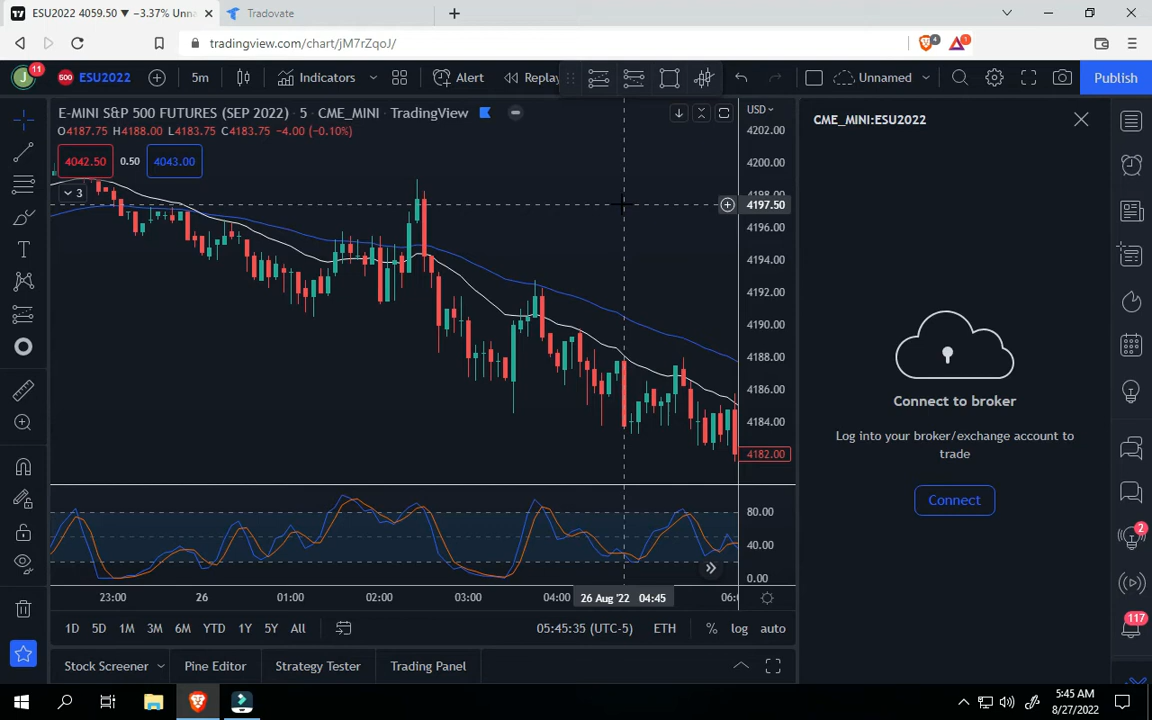 ESU2022 4059.50 ▼ −3.37% Unna
Tradovate
tradingview.com/chart/jM7rZqoJ/
4
1
J
11
500
ESU2022
5m
Indicators
Alert
Replay
Unnamed
Publish
E-MINI S&P 500 FUTURES (SEP 2022) · 5 · CME_MINI · TradingView
USD
O4187.75 H4188.00 L4183.75 C4183.75 −4.00 (−0.10%)
4042.50
0.50
4043.00
3
4202.00
4200.00
4198.00
4197.50
4196.00
4194.00
4192.00
4190.00
4188.00
4186.00
4184.00
4182.00
80.00
40.00
0.00
23:00
26
01:00
02:00
03:00
04:00
26 Aug '22 04:45
06:0
1D 5D 1M 3M 6M YTD 1Y 5Y All
05:45:35 (UTC-5)
ETH
% log auto
Stock Screener
Pine Editor
Strategy Tester
Trading Panel
CME_MINI:ESU2022
Connect to broker
Log into your broker/exchange account to
trade
Connect
2
117
5:45 AM
8/27/2022